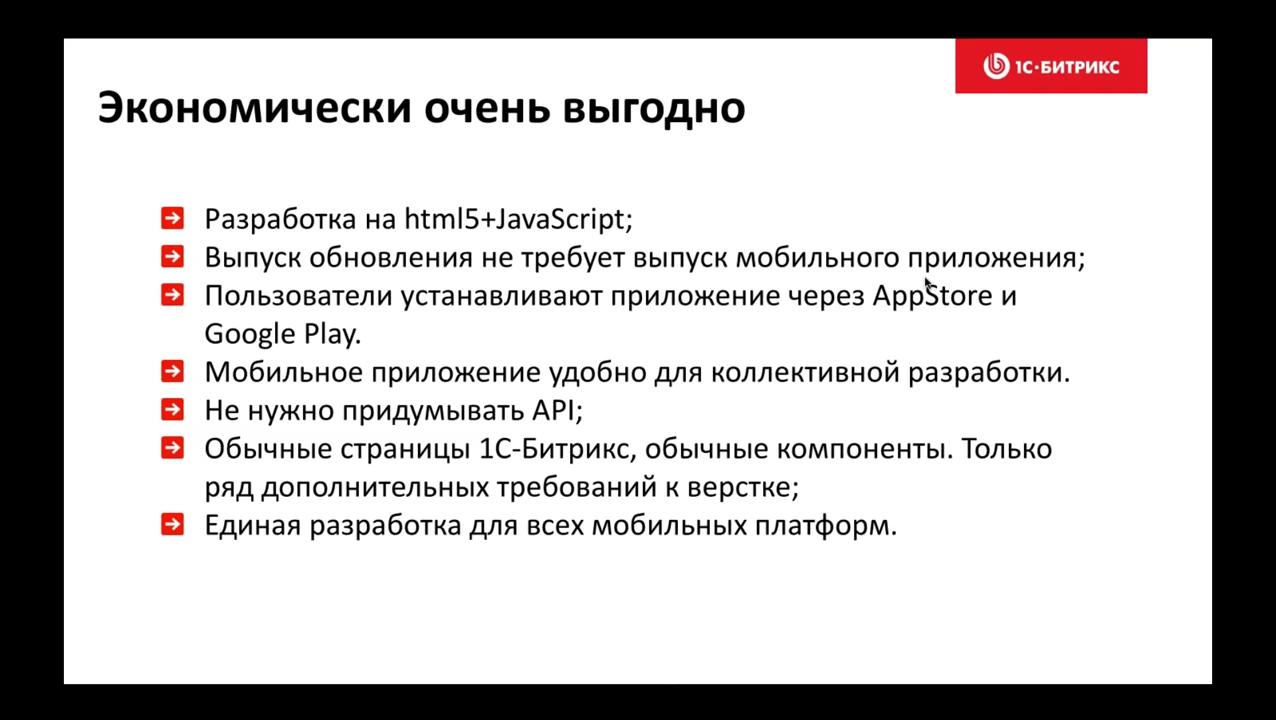 1С·БИТРИКС
Экономически очень выгодно
Разработка на html5+JavaScript;
Выпуск обновления не требует выпуск мобильного приложения;
Пользователи устанавливают приложение через AppStore и
Google Play.
Мобильное приложение удобно для коллективной разработки.
Не нужно придумывать API;
Обычные страницы 1С-Битрикс, обычные компоненты. Только
ряд дополнительных требований к верстке;
Единая разработка для всех мобильных платформ.